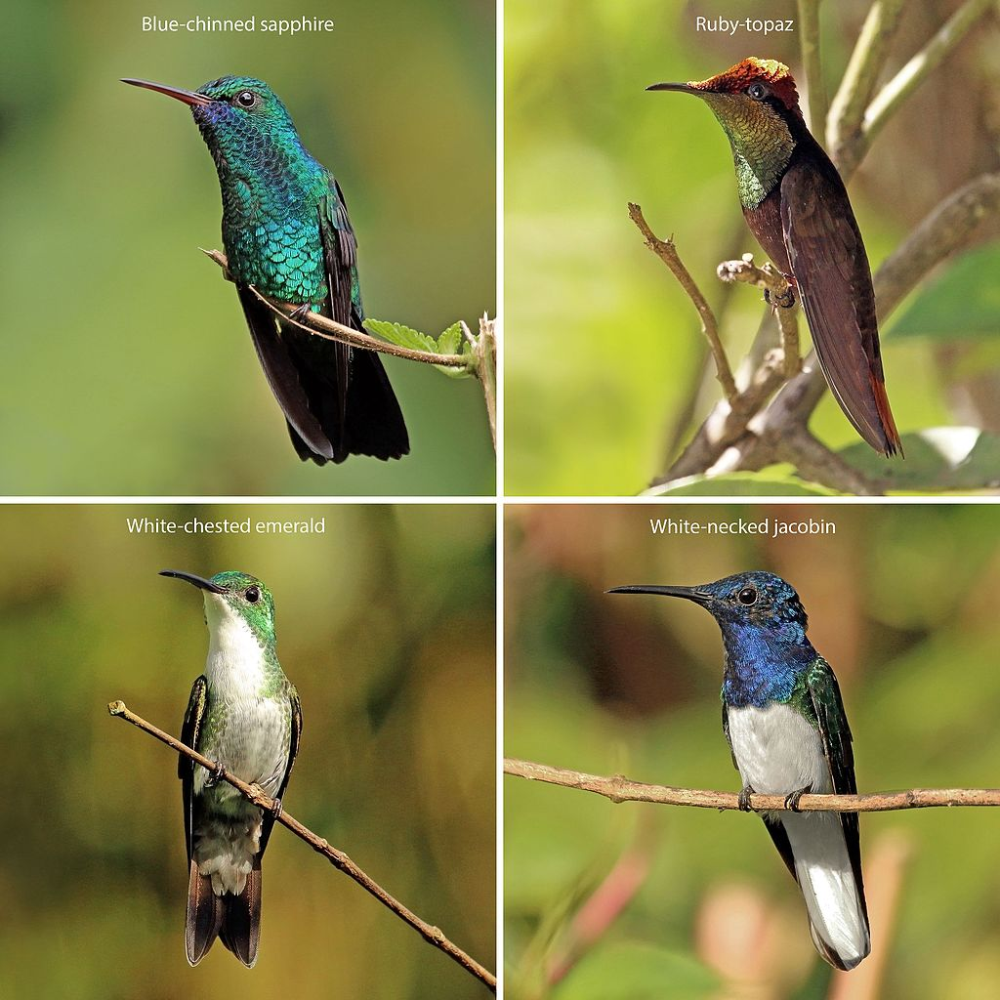 Blue-chinned sapphire
Ruby-topaz
White-chested emerald
White-necked jacobin